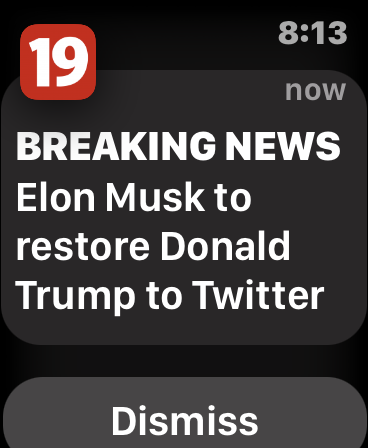 19
8:13
now
BREAKING NEWS
Elon Musk to
restore Donald
Trump to Twitter
Dismiss